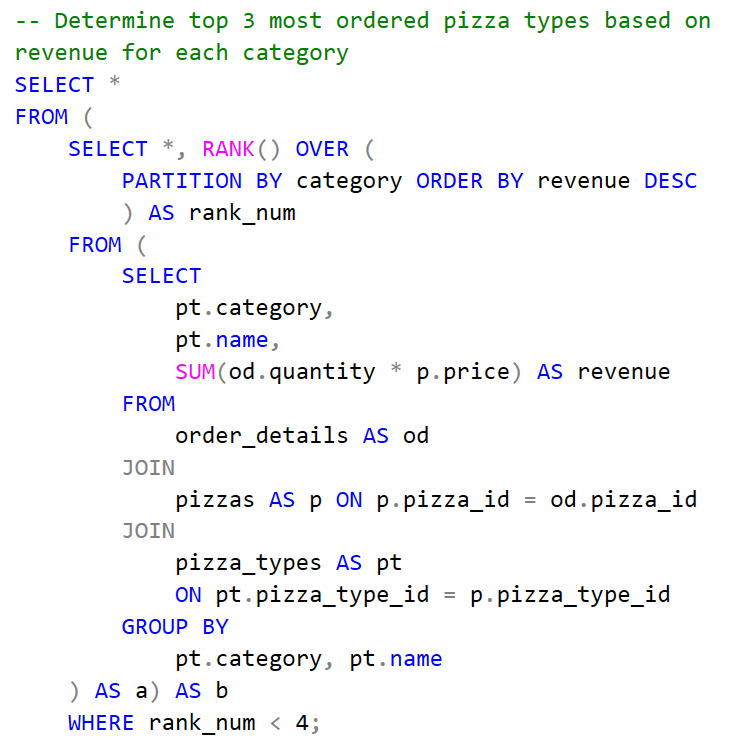 -- Determine top 3 most ordered pizza types based on
revenue for each category
SELECT *
FROM (
    SELECT *, RANK() OVER (
        PARTITION BY category ORDER BY revenue DESC
        ) AS rank_num
    FROM (
        SELECT
            pt.category,
            pt.name,
            SUM(od.quantity * p.price) AS revenue
        FROM
            order_details AS od
        JOIN
            pizzas AS p ON p.pizza_id = od.pizza_id
        JOIN
            pizza_types AS pt
            ON pt.pizza_type_id = p.pizza_type_id
        GROUP BY
            pt.category, pt.name
    ) AS a) AS b
    WHERE rank_num < 4;